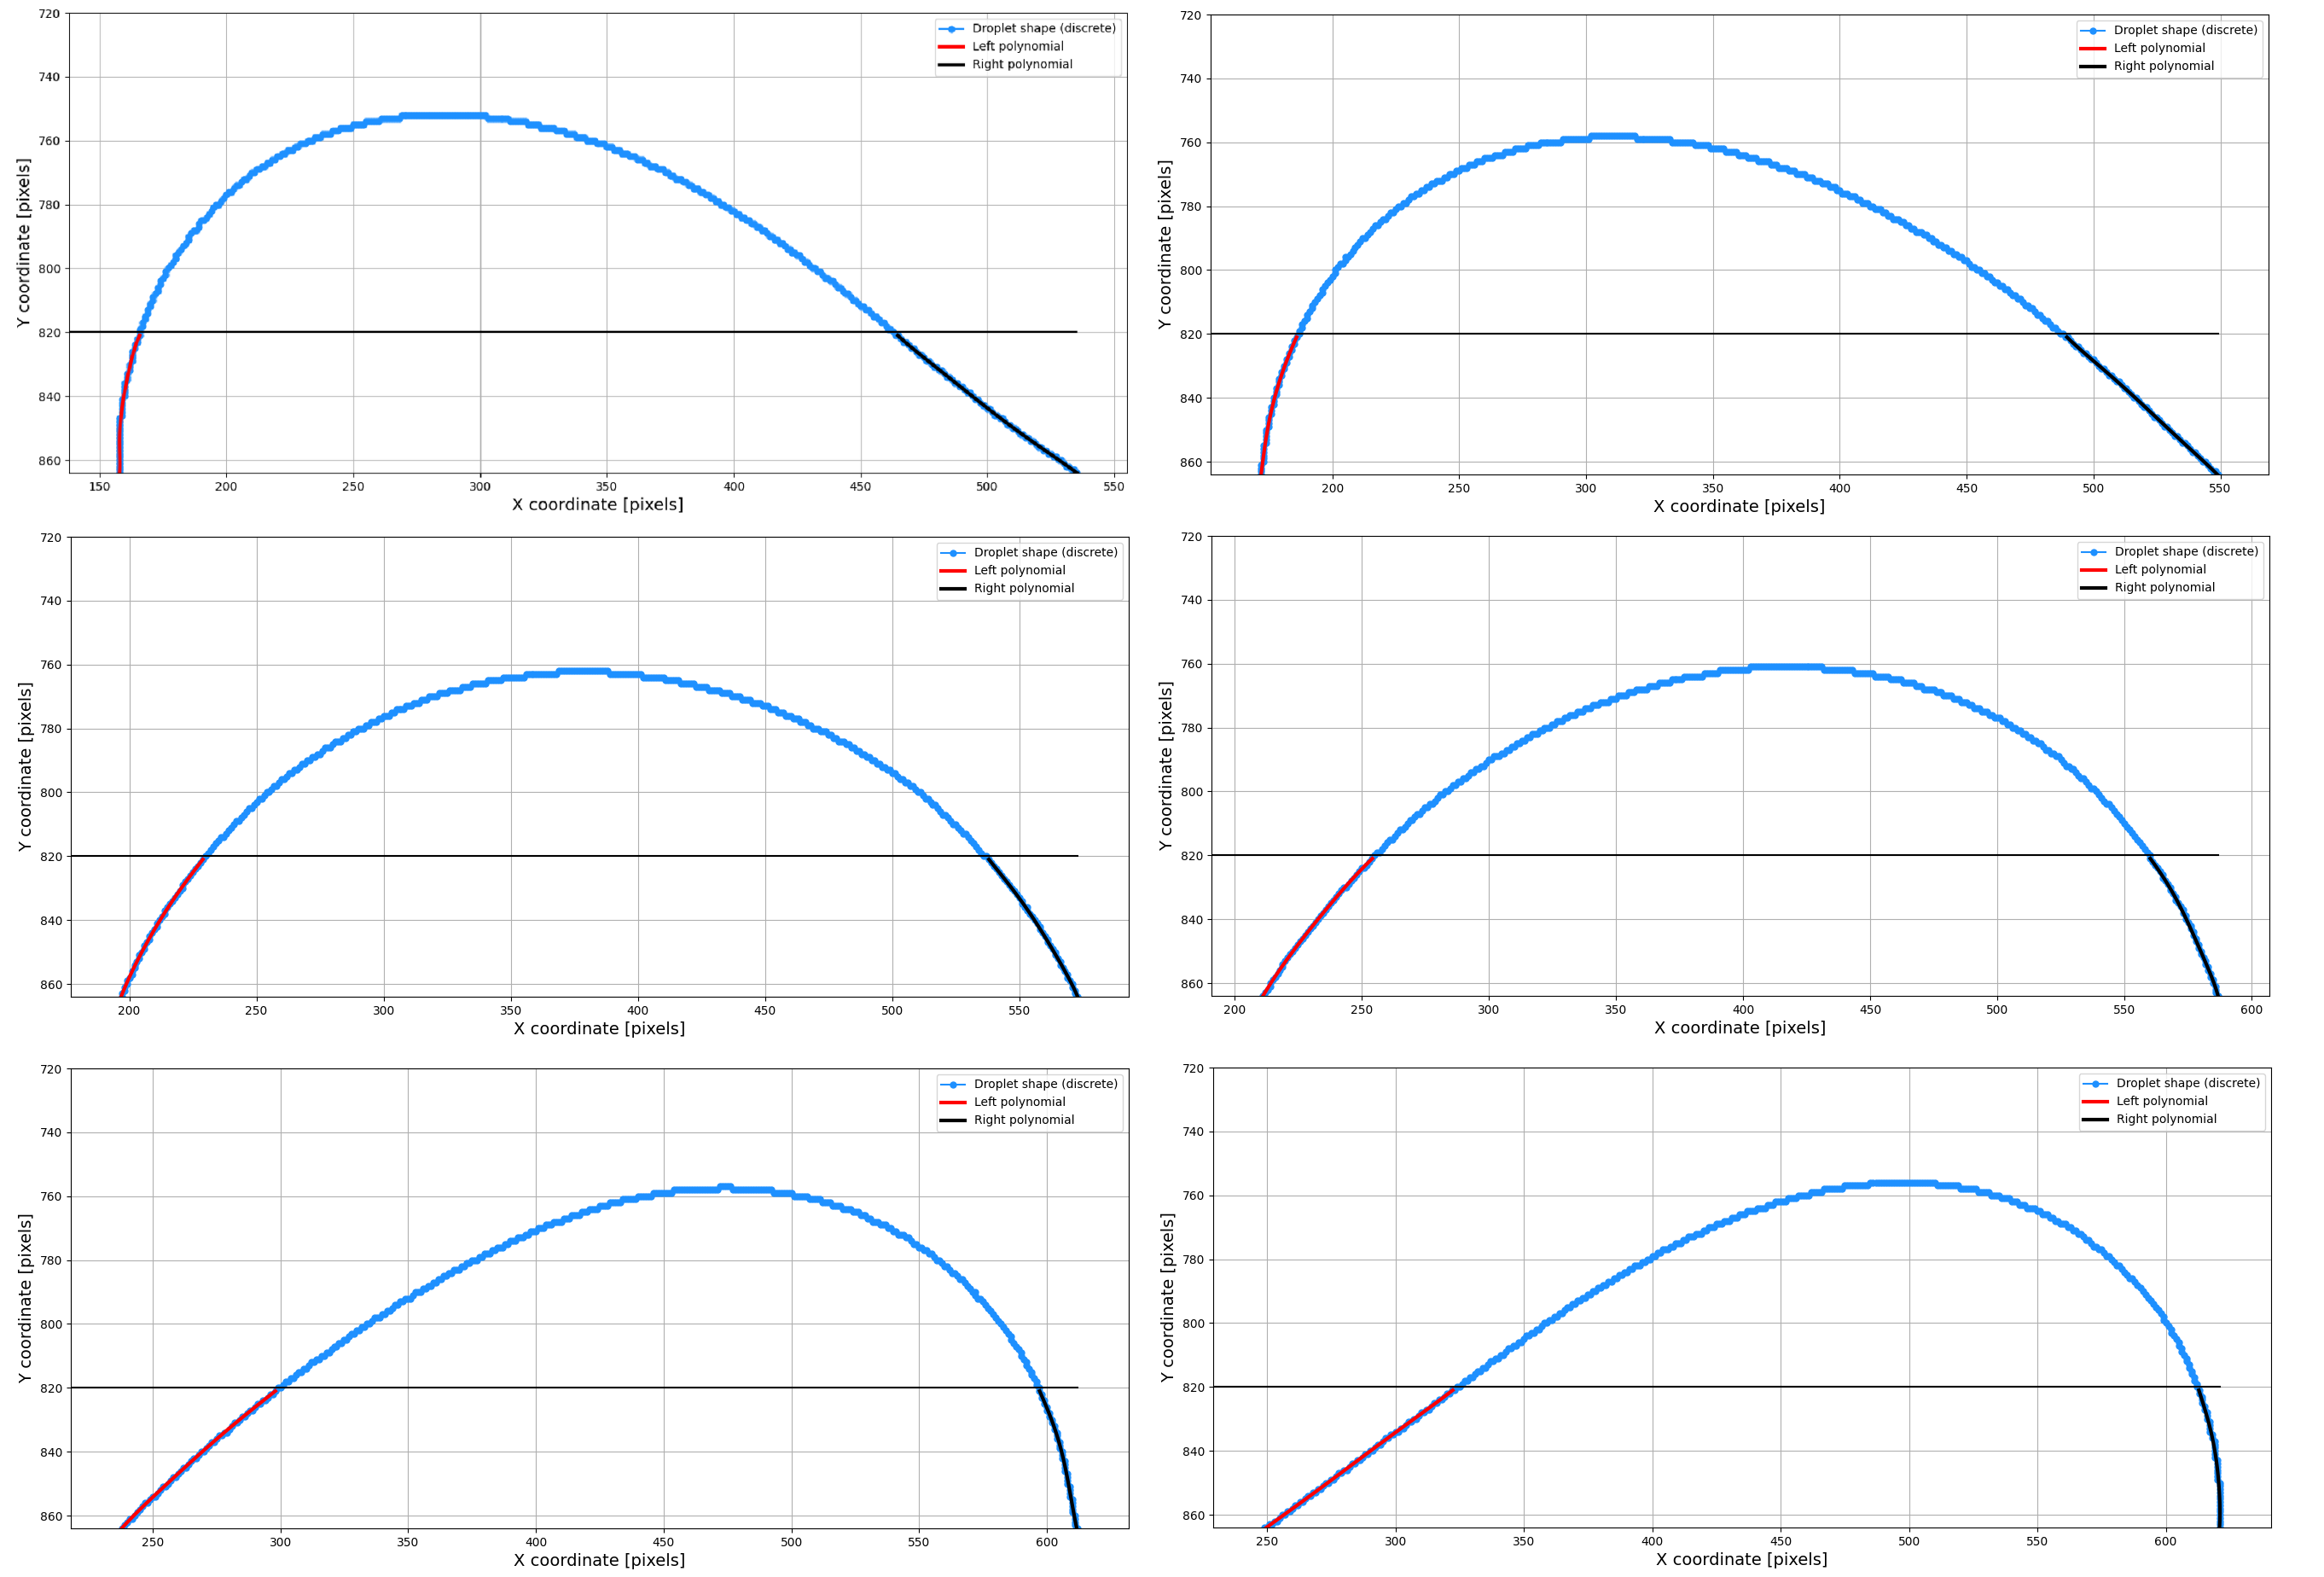 720
740
760
780
800
820
840
860
Y coordinate [pixels]
Droplet shape (discrete)
Left polynomial
Right polynomial
150 200 250 300 350 400 450 500 550
X coordinate [pixels]
720
740
760
780
800
820
840
860
Y coordinate [pixels]
Droplet shape (discrete)
Left polynomial
Right polynomial
200 250 300 350 400 450 500 550
X coordinate [pixels]
720
740
760
780
800
820
840
860
Y coordinate [pixels]
Droplet shape (discrete)
Left polynomial
Right polynomial
200 250 300 350 400 450 500 550
X coordinate [pixels]
720
740
760
780
800
820
840
860
Y coordinate [pixels]
Droplet shape (discrete)
Left polynomial
Right polynomial
200 250 300 350 400 450 500 550 600
X coordinate [pixels]
720
740
760
780
800
820
840
860
Y coordinate [pixels]
Droplet shape (discrete)
Left polynomial
Right polynomial
250 300 350 400 450 500 550 600
X coordinate [pixels]
720
740
760
780
800
820
840
860
Y coordinate [pixels]
Droplet shape (discrete)
Left polynomial
Right polynomial
250 300 350 400 450 500 550 600
X coordinate [pixels]